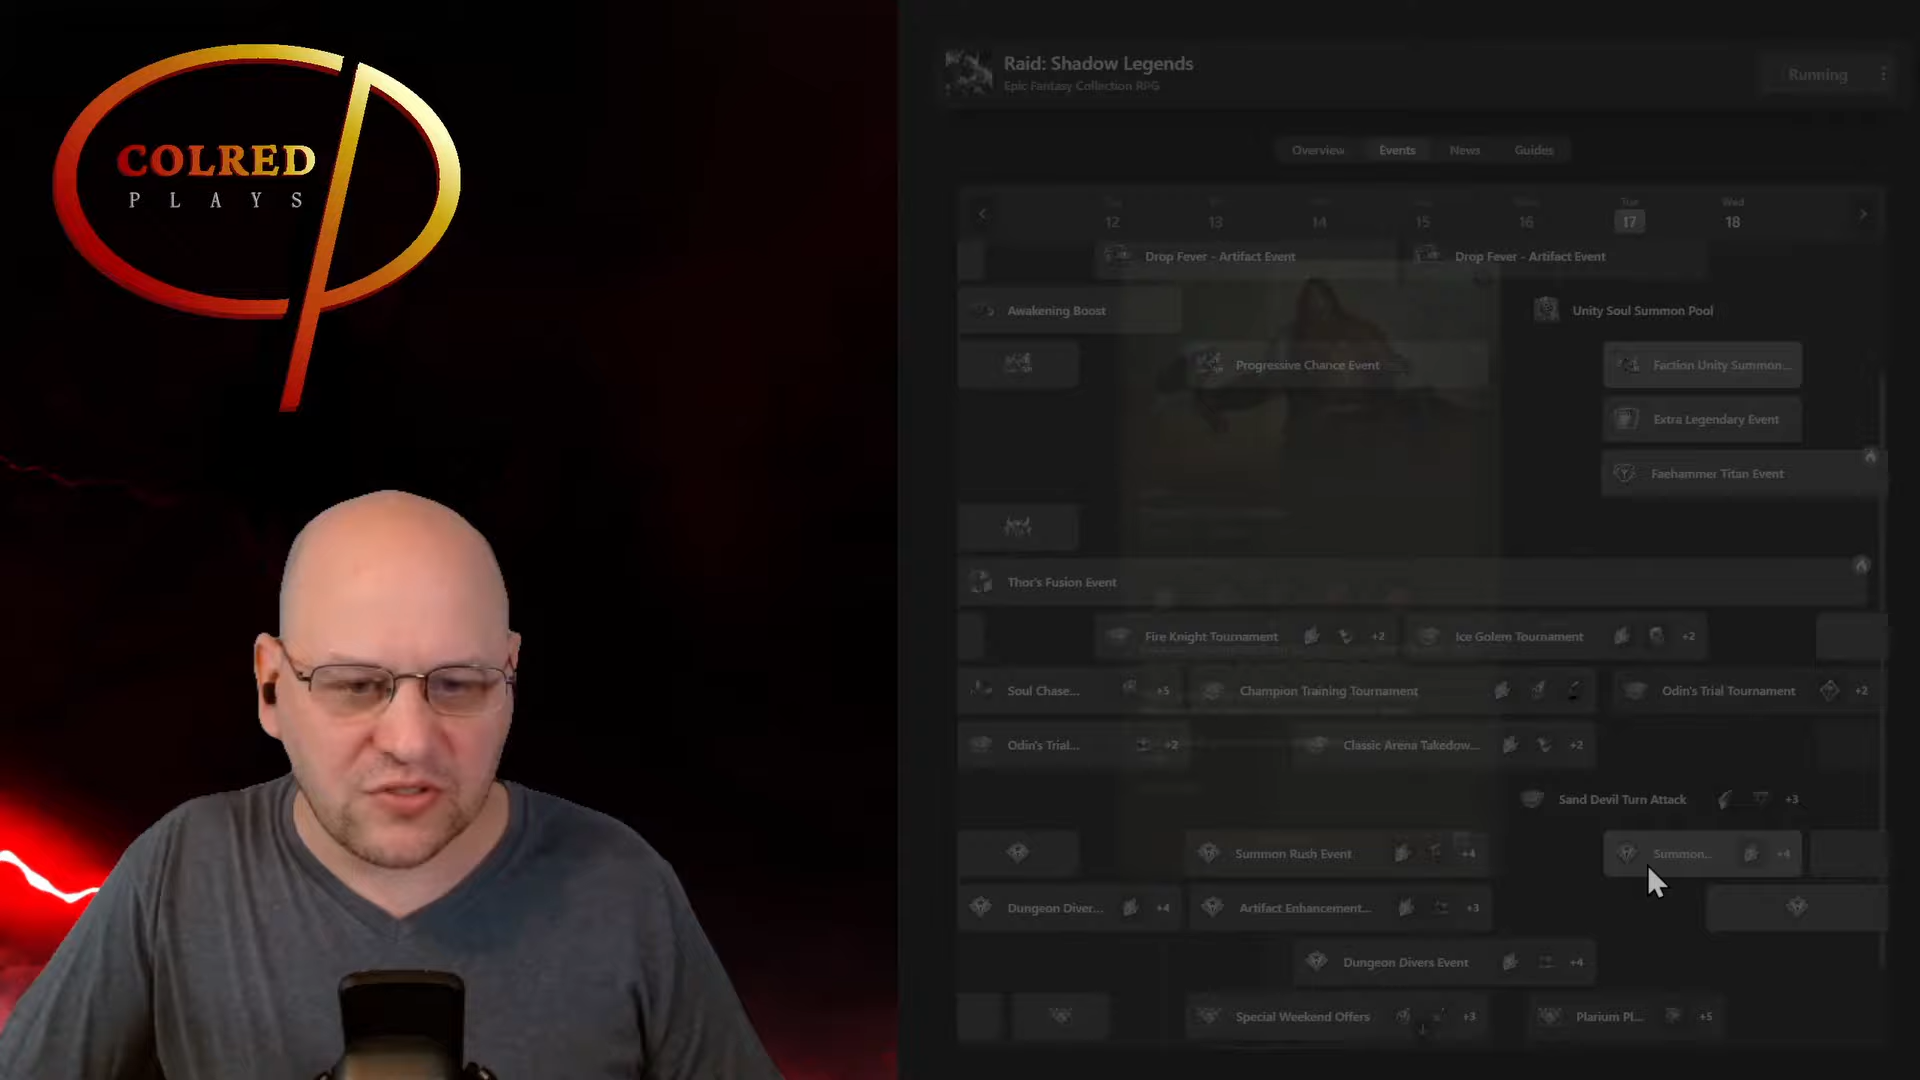 COLRED
PLAYS
Raid: Shadow Legends
Epic Fantasy Collection RPG
Running
Overview
Events
News
Guides
Tue
Wed
12
13
14
15
16
17
18
Drop Fever - Artifact Event
Drop Fever - Artifact Event
Awakening Boost
Unity Soul Summon Pool
Progressive Chance Event
Faction Unity Summon...
Extra Legendary Event
Faehammer Titan Event
Thor's Fusion Event
Fire Knight Tournament
+2
Ice Golem Tournament
+2
Soul Chase...
+5
Champion Training Tournament
Odin's Trial Tournament
+2
Odin's Trial...
+2
Classic Arena Takedow...
+2
Sand Devil Turn Attack
+3
Summon Rush Event
+4
Summon...
+4
Dungeon Diver...
+4
Artifact Enhancement...
+3
Dungeon Divers Event
+4
Special Weekend Offers
+3
Plarium Pl...
+5